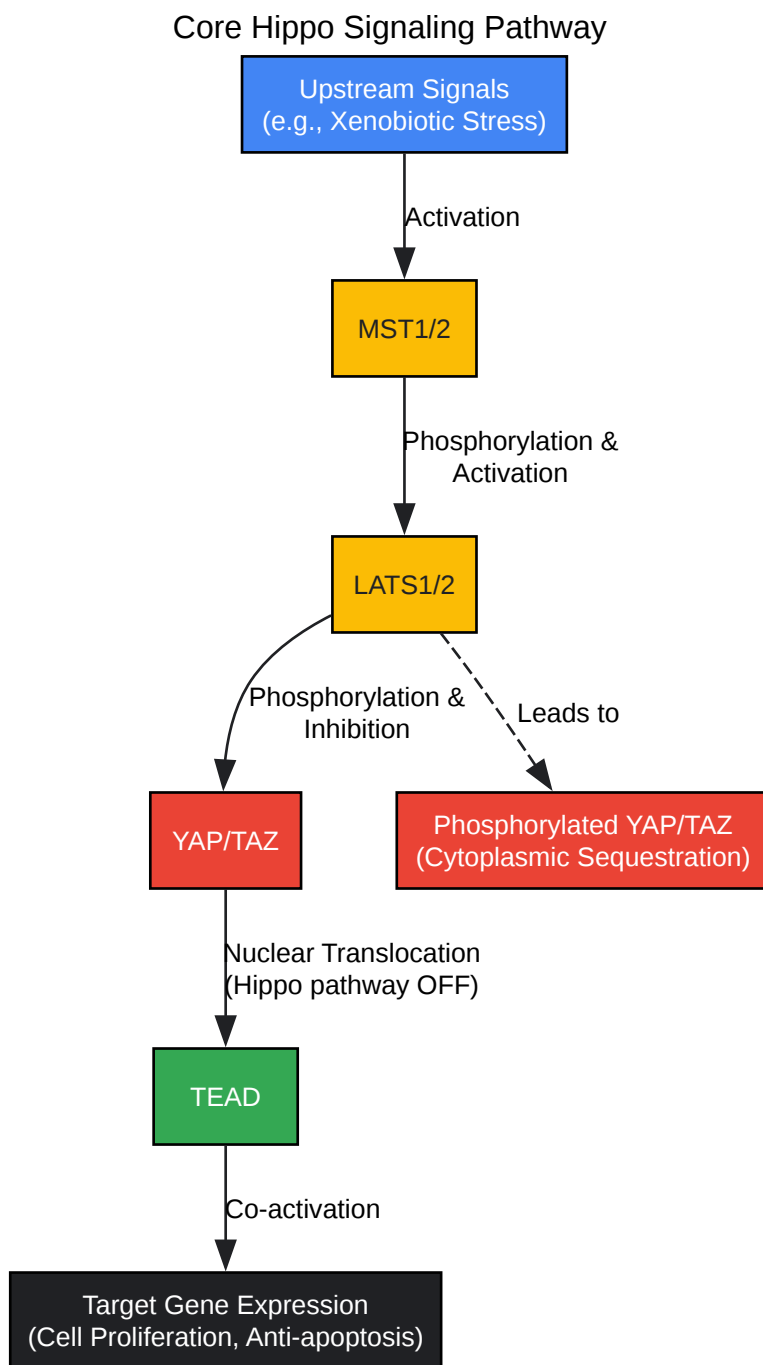 Core Hippo Signaling Pathway
Upstream Signals
(e.g., Xenobiotic Stress)
Activation
MST1/2
Phosphorylation &
Activation
LATS1/2
Phosphorylation &
Inhibition
Leads to
YAP/TAZ
Phosphorylated YAP/TAZ
(Cytoplasmic Sequestration)
Nuclear Translocation
(Hippo pathway OFF)
TEAD
Co-activation
Target Gene Expression
(Cell Proliferation, Anti-apoptosis)